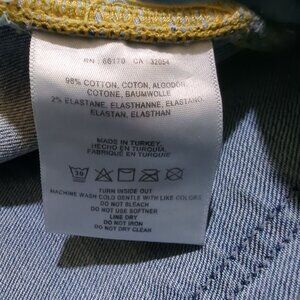 RN 66170 CA 32054
98% COTTON, COTON, ALGODON,
COTONE, BAUMWOLLE
2% ELASTANE, ELASTHANNE, ELASTANO,
ELASTAN, ELASTHAN
MADE IN TURKEY,
HECHO EN TURQUIA
FABRIQUÉ EN TURQUIE
30
TURN INSIDE OUT
MACHINE WASH COLD GENTLE WITH LIKE COLORS
DO NOT BLEACH
DO NOT USE SOFTNER
LINE DRY
DO NOT IRON
DO NOT DRY CLEAN